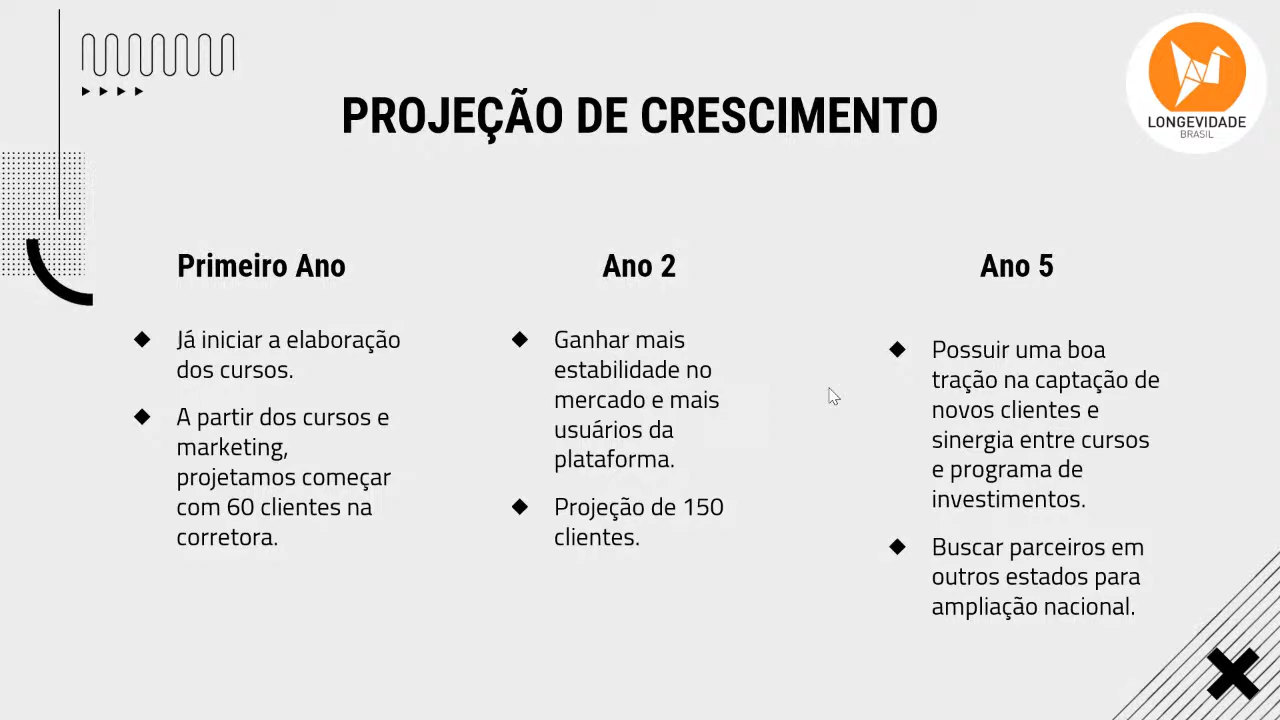 PROJEÇÃO DE CRESCIMENTO
LONGEVIDADE
BRASIL
Primeiro Ano
Já iniciar a elaboração
dos cursos.
A partir dos cursos e
marketing,
projetamos começar
com 60 clientes na
corretora.
Ano 2
Ganhar mais
estabilidade no
mercado e mais
usuários da
plataforma.
Projeção de 150
clientes.
Ano 5
Possuir uma boa
tração na captação de
novos clientes e
sinergia entre cursos
e programa de
investimentos.
Buscar parceiros em
outros estados para
ampliação nacional.